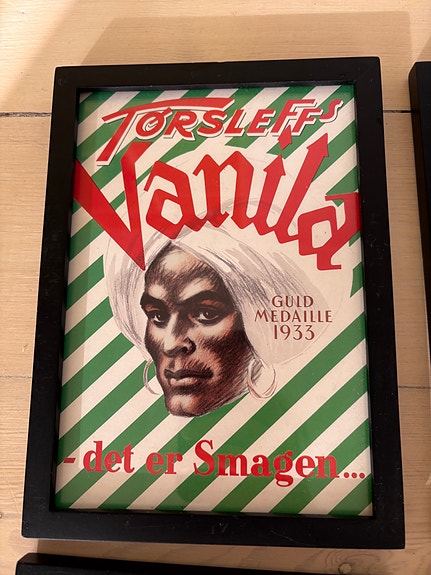 TØRSLEFFS
Vanila
GULD
MEDAILLE
1933
- det er Smagen...